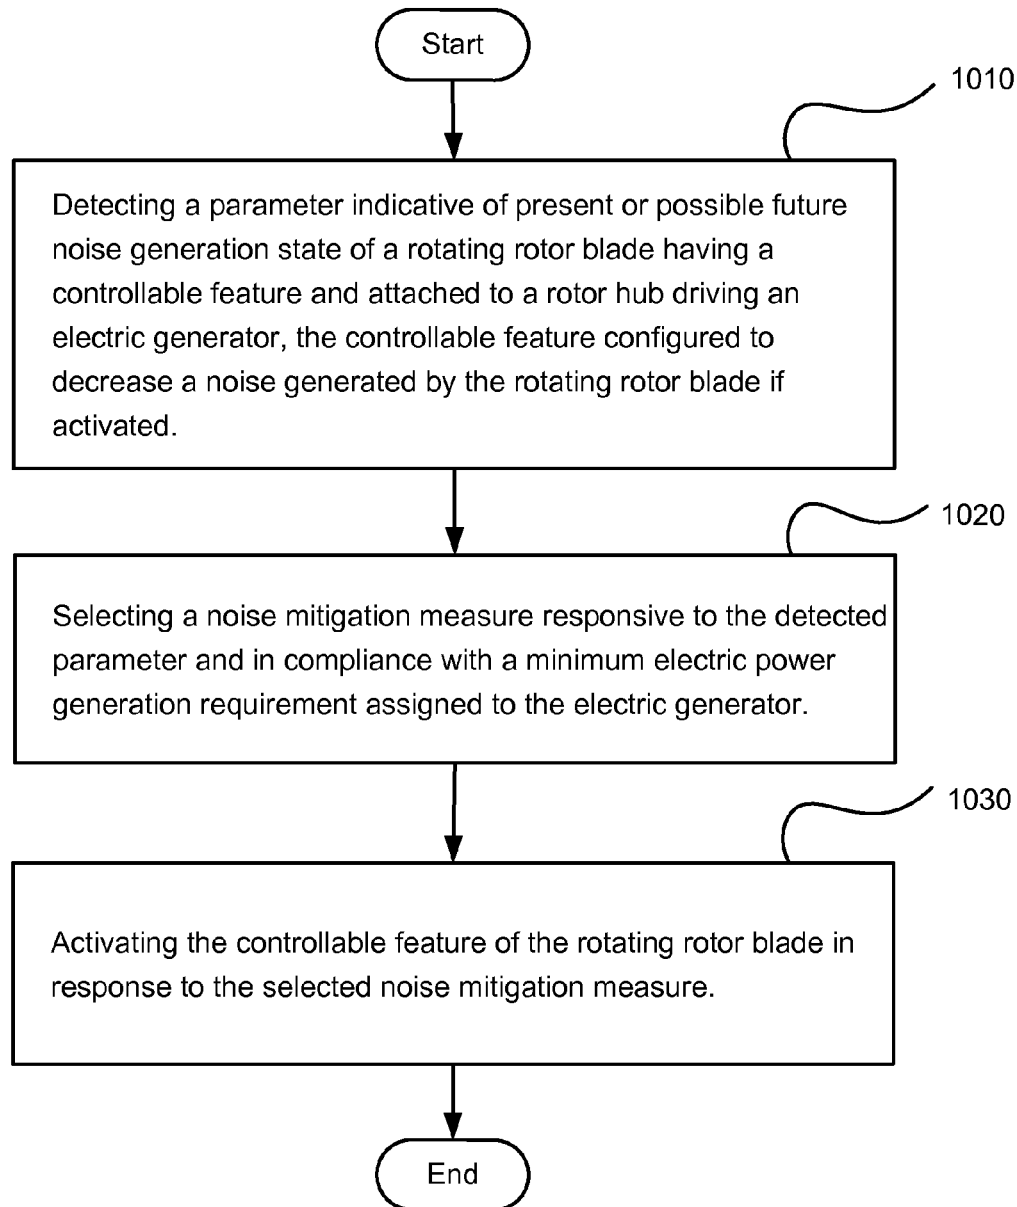 Start
1010
Detecting a parameter indicative of present or possible future
noise generation state of a rotating rotor blade having a
controllable feature and attached to a rotor hub driving an
electric generator, the controllable feature configured to
decrease a noise generated by the rotating rotor blade if
activated.
1020
Selecting a noise mitigation measure responsive to the detected
parameter and in compliance with a minimum electric power
generation requirement assigned to the electric generator.
1030
Activating the controllable feature of the rotating rotor blade in
response to the selected noise mitigation measure.
End